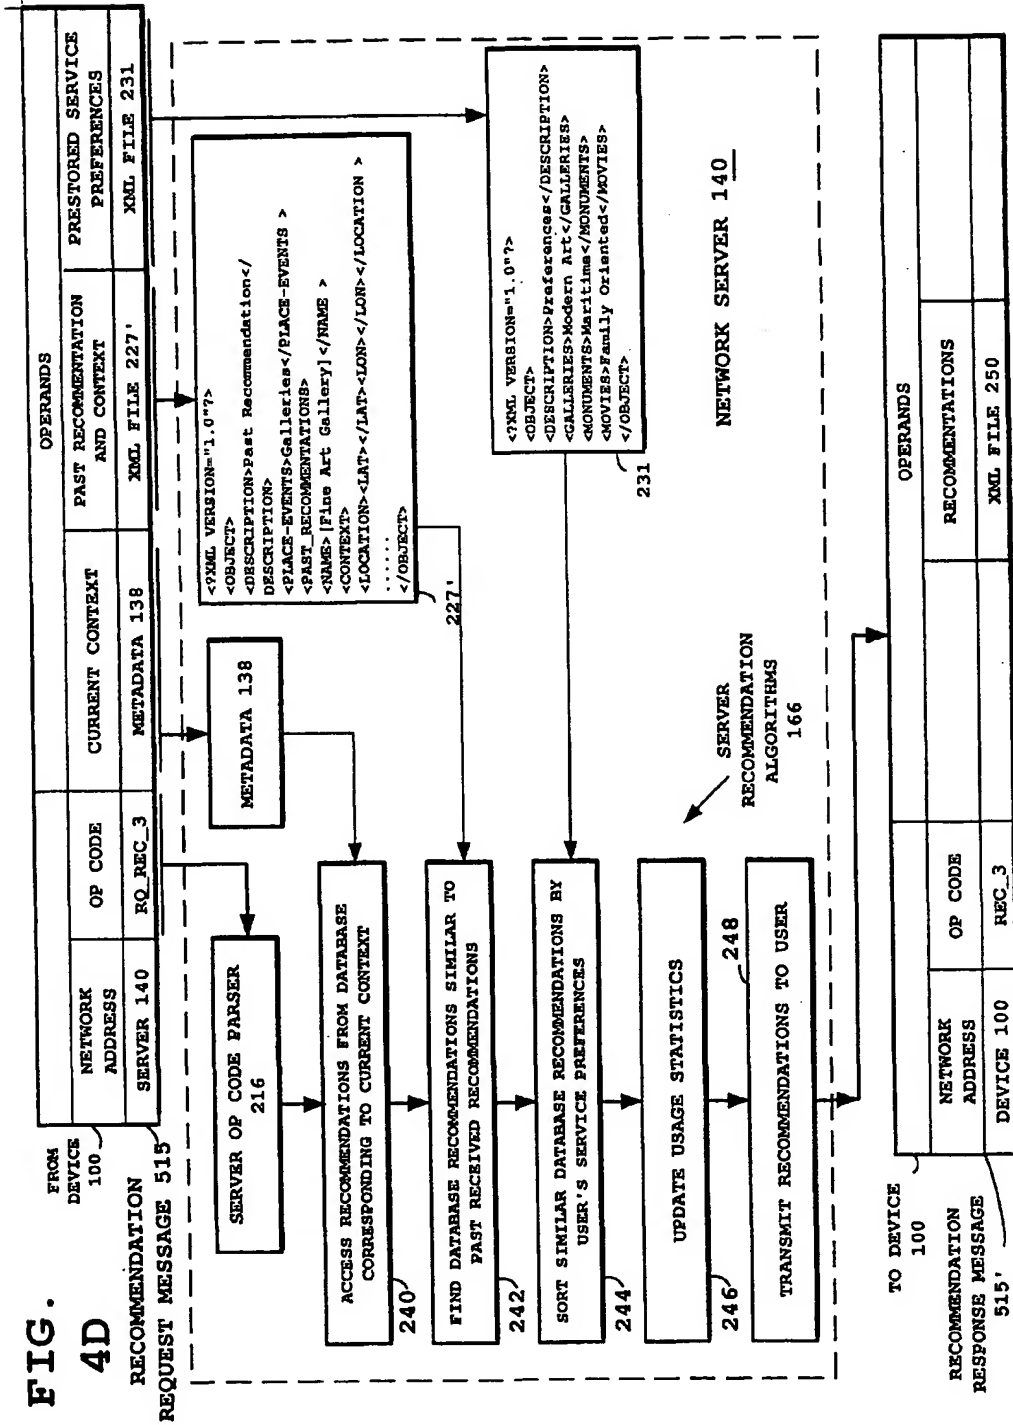 FIG.
4D
FROM
DEVICE
100
RECOMMENDATION
REQUEST MESSAGE 515
OPERANDS
NETWORK
ADDRESS
OP CODE
CURRENT CONTEXT
PAST RECOMMENTATION
AND CONTEXT
PRESTORED SERVICE
PREFERENCES
SERVER 140
RQ_REC_3
METADATA 138
XML FILE 227'
XML FILE 231
SERVER OP CODE PARSER
216
METADATA 138
<?XML VERSION="1.0"?>
<OBJECT>
<DESCRIPTION>Past Recommendation</
DESCRIPTION>
<PLACE-EVENTS>Galleries</PLACE-EVENTS >
<PAST_RECOMMENTATIONS>
<NAME>[Fine Art Gallery]</NAME >
<CONTEXT>
<LOCATION><LAT></LAT><LON></LON></LOCATION >
......
</OBJECT>
227'
<?XML VERSION="1.0"?>
<OBJECT>
<DESCRIPTION>Preferences</DESCRIPTION>
<GALLERIES>Modern Art</GALLERIES>
<MONUMENTS>Maritime</MONUMENTS>
<MOVIES>Family Oriented</MOVIES>
</OBJECT>
231
ACCESS RECOMMENDATIONS FROM DATABASE
CORRESPONDING TO CURRENT CONTEXT
240
FIND DATABASE RECOMMENDATIONS SIMILAR TO
PAST RECEIVED RECOMMENDATIONS
242
SORT SIMILAR DATABASE RECOMMENDATIONS BY
USER'S SERVICE PREFERENCES
244
UPDATE USAGE STATISTICS
246
248
TRANSMIT RECOMMENDATIONS TO USER
SERVER
RECOMMENDATION
ALGORITHMS
166
NETWORK SERVER 140
TO DEVICE
100
RECOMMENDATION
RESPONSE MESSAGE
515'
OPERANDS
NETWORK
ADDRESS
OP CODE
RECOMMENTATIONS
DEVICE 100
REC_3
XML FILE 250